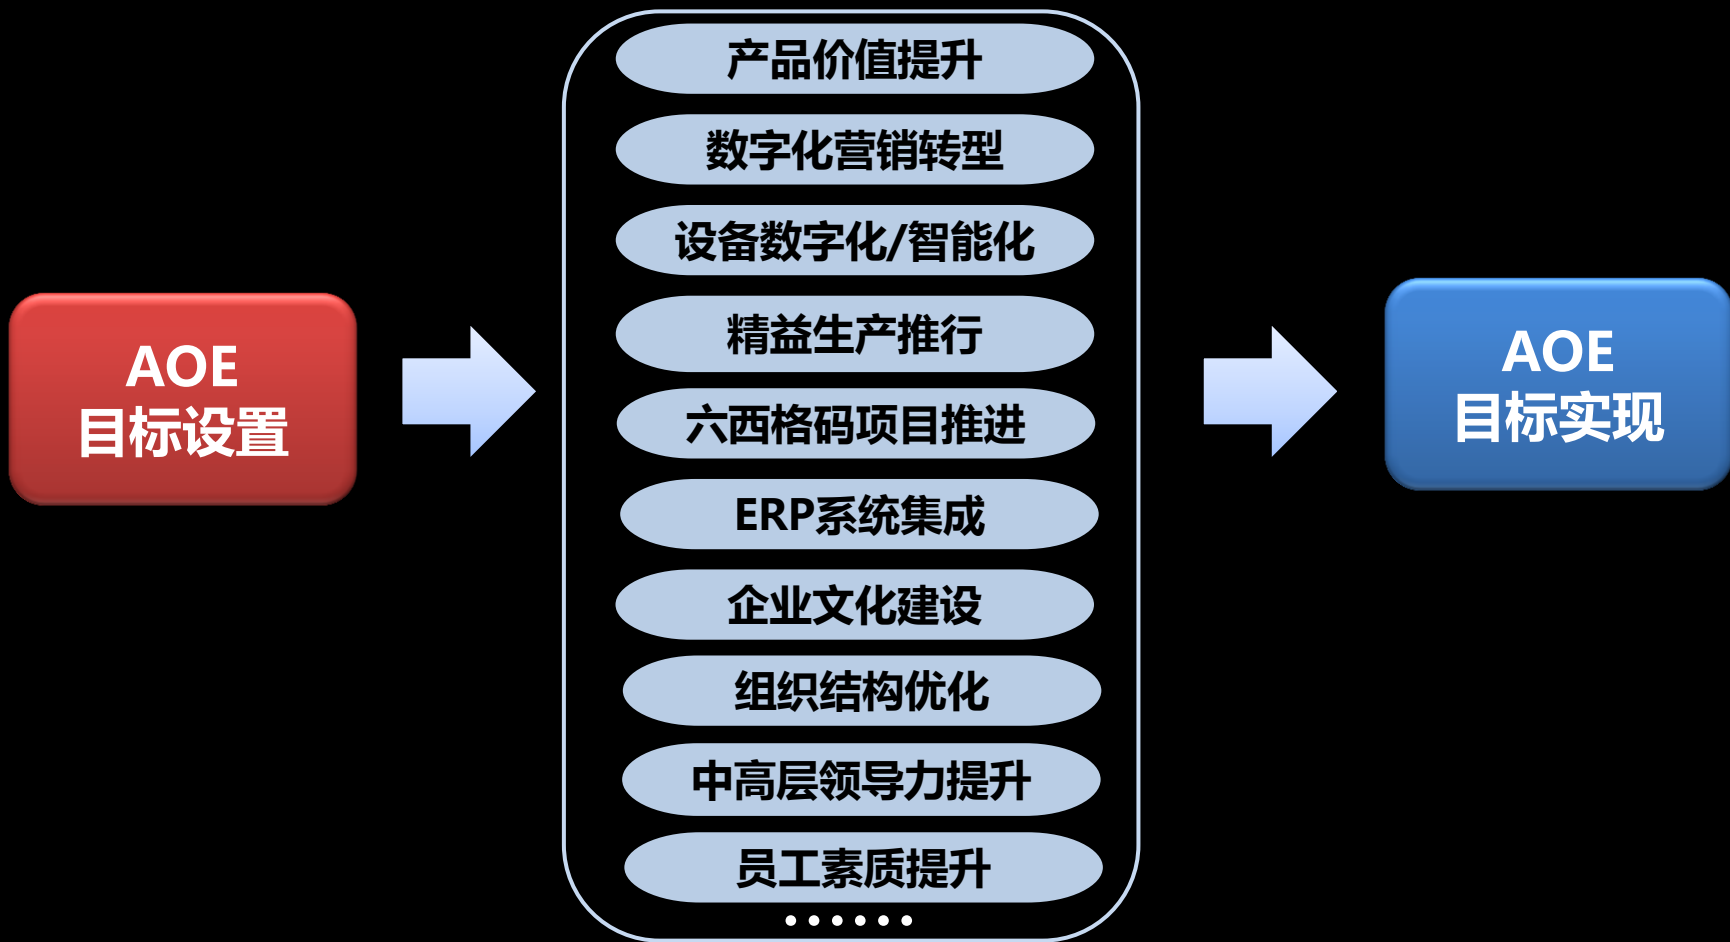 AOE
目标设置
产品价值提升
数字化营销转型
设备数字化/智能化
精益生产推行
六西格码项目推进
ERP系统集成
企业文化建设
组织结构优化
中高层领导力提升
员工素质提升
······
AOE
目标实现